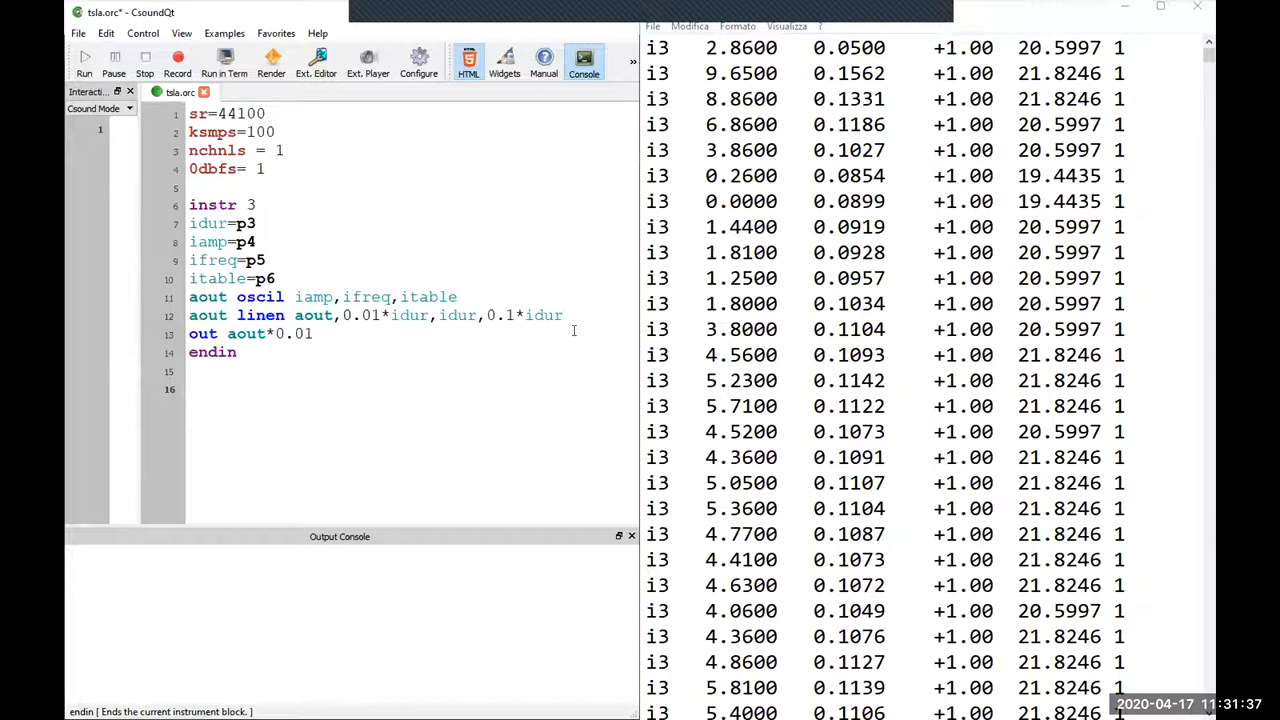 tsla.orc* - CsoundQt
File Edit Control View Examples Favorites Help
Run Pause Stop Record Run in Term Render Ext. Editor Ext. Player Configure HTML Widgets Manual Console
Interacti...
Csound Mode
1
tsla.orc
1 sr=44100
2 ksmps=100
3 nchnls = 1
4 0dbfs= 1
5
6 instr 3
7 idur=p3
8 iamp=p4
9 ifreq=p5
10 itable=p6
11 aout oscil iamp,ifreq,itable
12 aout linen aout,0.01*idur,idur,0.1*idur
13 out aout*0.01
14 endin
15
16
Output Console
endin [ Ends the current instrument block. ]
File Modifica Formato Visualizza ?
i3 2.8600 0.0500 +1.00 20.5997 1
i3 9.6500 0.1562 +1.00 21.8246 1
i3 8.8600 0.1331 +1.00 21.8246 1
i3 6.8600 0.1186 +1.00 20.5997 1
i3 3.8600 0.1027 +1.00 20.5997 1
i3 0.2600 0.0854 +1.00 19.4435 1
i3 0.0000 0.0899 +1.00 19.4435 1
i3 1.4400 0.0919 +1.00 20.5997 1
i3 1.8100 0.0928 +1.00 20.5997 1
i3 1.2500 0.0957 +1.00 20.5997 1
i3 1.8000 0.1034 +1.00 20.5997 1
i3 3.8000 0.1104 +1.00 20.5997 1
i3 4.5600 0.1093 +1.00 21.8246 1
i3 5.2300 0.1142 +1.00 21.8246 1
i3 5.7100 0.1122 +1.00 21.8246 1
i3 4.5200 0.1073 +1.00 20.5997 1
i3 4.3600 0.1091 +1.00 21.8246 1
i3 5.0500 0.1107 +1.00 21.8246 1
i3 5.3600 0.1104 +1.00 21.8246 1
i3 4.7700 0.1087 +1.00 21.8246 1
i3 4.4100 0.1073 +1.00 21.8246 1
i3 4.6300 0.1072 +1.00 21.8246 1
i3 4.0600 0.1049 +1.00 20.5997 1
i3 4.3600 0.1076 +1.00 21.8246 1
i3 4.8600 0.1127 +1.00 21.8246 1
i3 5.8100 0.1139 +1.00 21.8246 1
i3 5.4000 0.1106 +1.00 21.8246 1
2020-04-17 11:31:37